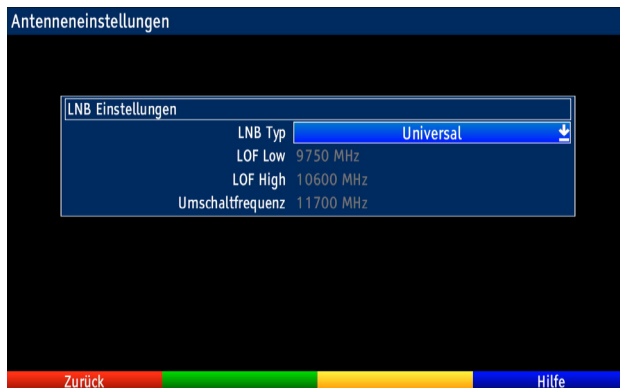 Antenneneinstellungen
LNB Einstellungen
LNB Typ Universal
LOF Low 9750 MHz
LOF High 10600 MHz
Umschaltfrequenz 11700 MHz
Zurück Hilfe